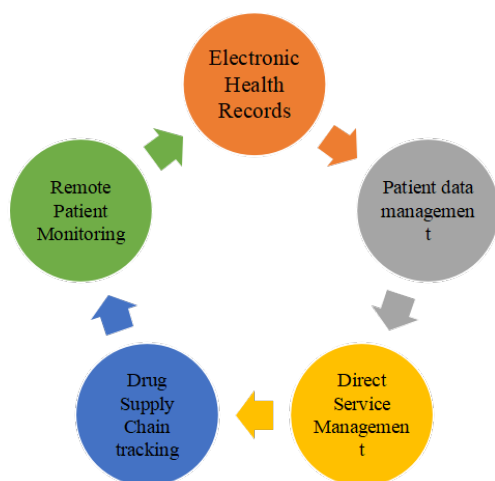 Electronic
Health
Records
Patient data
managemen
t
Direct
Service
Managemen
t
Drug
Supply
Chain
tracking
Remote
Patient
Monitoring